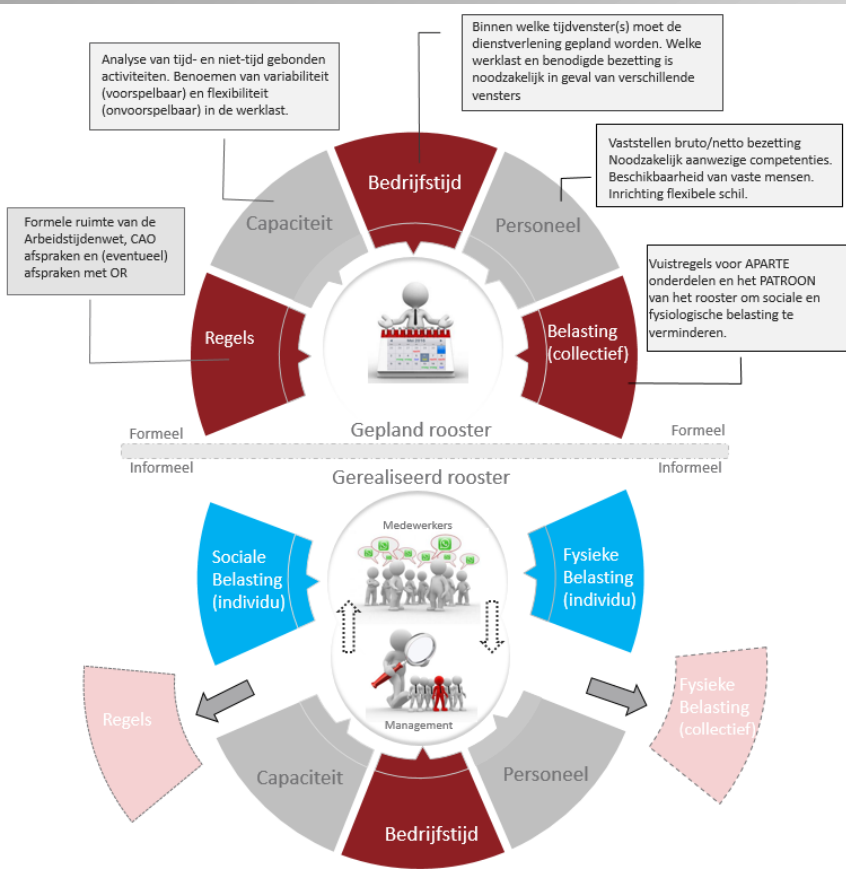 Binnen welke tijdvenster(s) moet de
dienstverlening gepland worden. Welke
werklast en benodigde bezetting is
noodzakelijk in geval van verschillende
vensters
Analyse van tijd- en niet-tijd gebonden
activiteiten. Benoemen van variabiliteit
(voorspelbaar) en flexibiliteit
(onvoorspelbaar) in de werklast.
Vaststellen bruto/netto bezetting
Noodzakelijk aanwezige competenties.
Beschikbaarheid van vaste mensen.
Inrichting flexibele schil.
Formele ruimte van de
Arbeidstijdenwet, CAO
afspraken en (eventueel)
afspraken met OR
Vuistregels voor APARTE
onderdelen en het PATROON
van het rooster om sociale en
fysiologische belasting te
verminderen.
Bedrijfstijd
Capaciteit
Personeel
Regels
Belasting
(collectief)
Formeel
Gepland rooster
Formeel
Informeel
Gerealiseerd rooster
Informeel
Medewerkers
Sociale
Belasting
(individu)
Fysieke
Belasting
(individu)
Management
Regels
Fysieke
Belasting
(collectief)
Capaciteit
Personeel
Bedrijfstijd